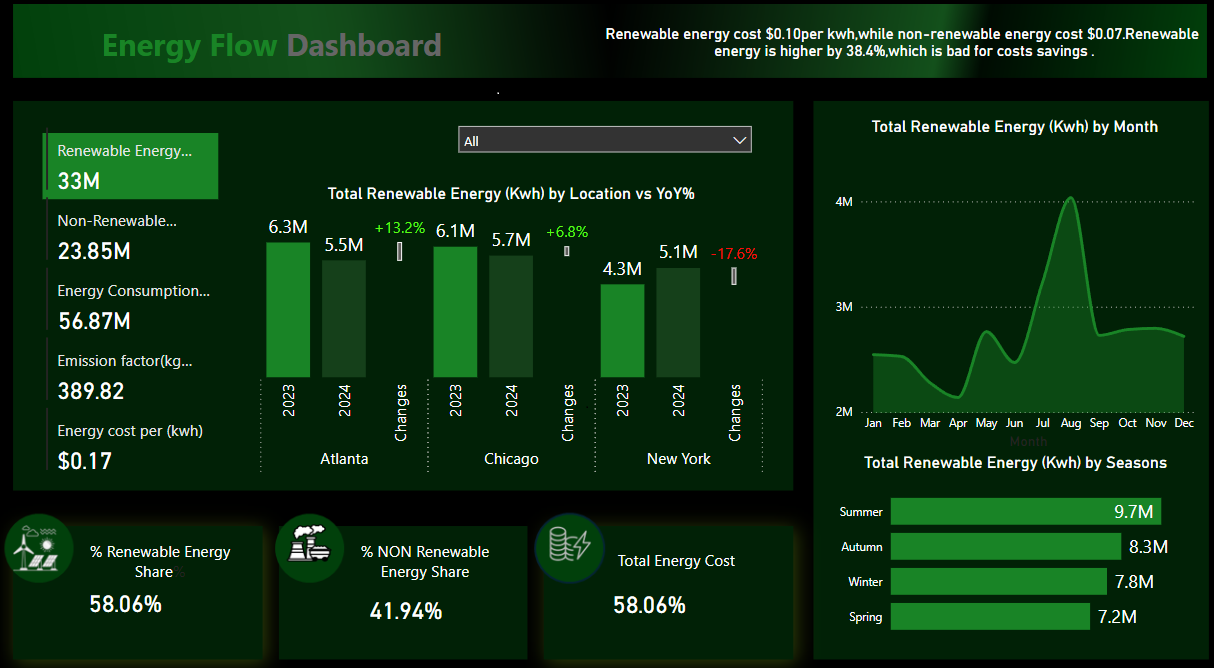 Energy Flow Dashboard
Renewable energy cost $0.10per kwh,while non-renewable energy cost $0.07.Renewable
energy is higher by 38.4%,which is bad for costs savings .
.
Renewable Energy...
33M
Non-Renewable...
23.85M
Energy Consumption...
56.87M
Emission factor(kg...
389.82
Energy cost per (kwh)
$0.17
All
Total Renewable Energy (Kwh) by Location vs YoY%
6.3M
5.5M
+13.2%
6.1M
5.7M
+6.8%
4.3M
5.1M
-17.6%
2023
2024
Changes
2023
2024
Changes
2023
2024
Changes
Atlanta
Chicago
New York
Total Renewable Energy (Kwh) by Month
4M
3M
2M
Jan Feb Mar Apr May Jun Jul Aug Sep Oct Nov Dec
Month
Total Renewable Energy (Kwh) by Seasons
Summer 9.7M
Autumn 8.3M
Winter 7.8M
Spring 7.2M
% Renewable Energy
Share%
58.06%
% NON Renewable
Energy Share
41.94%
Total Energy Cost
58.06%